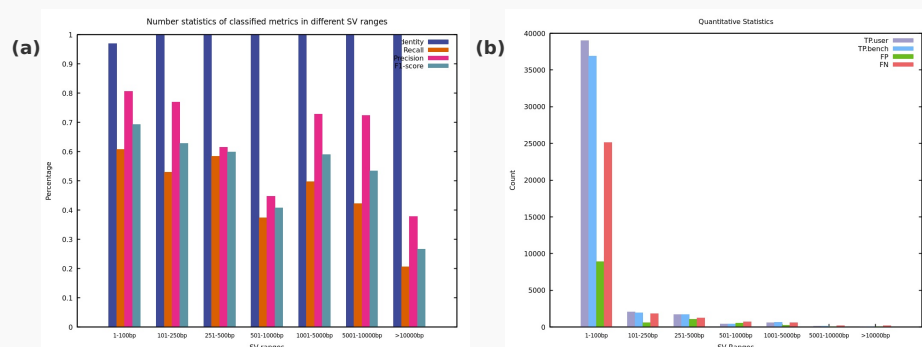 (a)
Number statistics of classified metrics in different SV ranges
Percentage
1
0.9
0.8
0.7
0.6
0.5
0.4
0.3
0.2
0.1
0
Identity
Recall
Precision
F1-score
1-100bp 101-250bp 251-500bp 501-1000bp 1001-5000bp 5001-10000bp >10000bp
SV ranges
(b)
Quantitative Statistics
Count
40000
35000
30000
25000
20000
15000
10000
5000
0
TP.user
TP.bench
FP
FN
1-100bp 101-250bp 251-500bp 501-1000bp 1001-5000bp 5001-10000bp >10000bp
SV Ranges